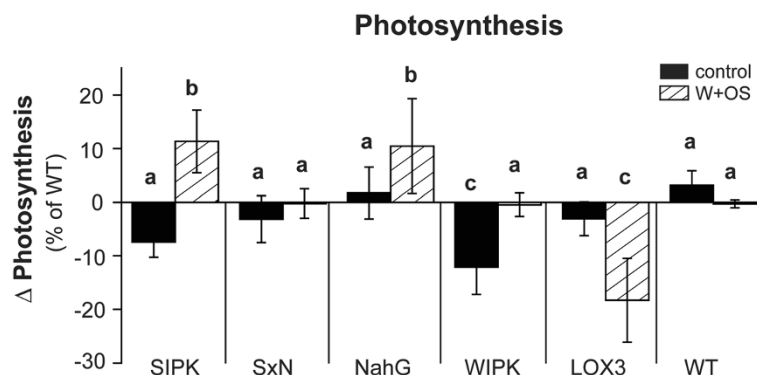 Photosynthesis
control
W+OS
Δ Photosynthesis
(% of WT)
20
10
0
-10
-20
-30
a b
a a
a b
c a
a c
a a
SIPK SxN NahG WIPK LOX3 WT